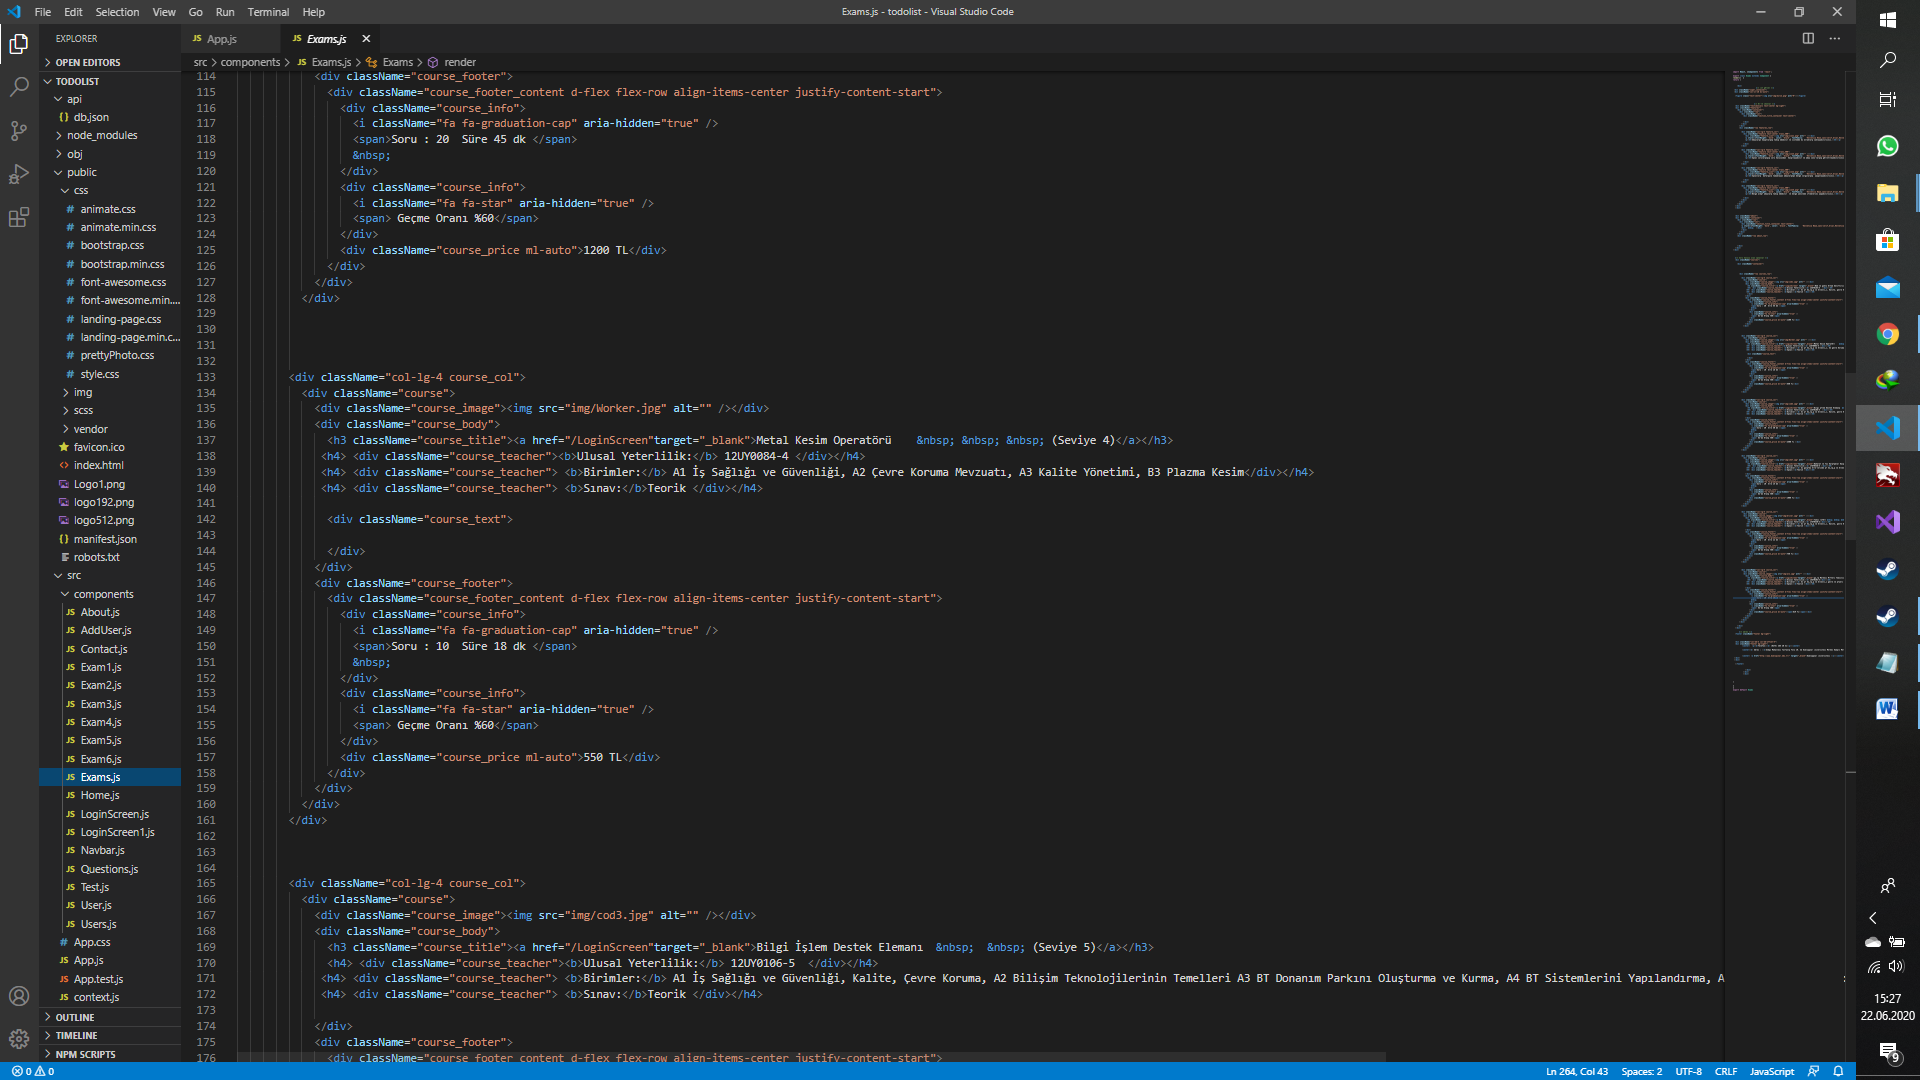 File Edit Selection View Go Run Terminal Help
Exams.js - todolist - Visual Studio Code
EXPLORER
OPEN EDITORS
TODOLIST
api
db.json
node_modules
obj
public
css
animate.css
animate.min.css
bootstrap.css
bootstrap.min.css
font-awesome.css
font-awesome.min....
landing-page.css
landing-page.min.c...
prettyPhoto.css
style.css
img
scss
vendor
favicon.ico
index.html
Logo1.png
logo192.png
logo512.png
manifest.json
robots.txt
src
components
About.js
AddUser.js
Contact.js
Exam1.js
Exam2.js
Exam3.js
Exam4.js
Exam5.js
Exam6.js
Exams.js
Home.js
LoginScreen.js
LoginScreen1.js
Navbar.js
Questions.js
Test.js
User.js
Users.js
App.css
App.js
App.test.js
context.js
OUTLINE
TIMELINE
NPM SCRIPTS
JS App.js
JS Exams.js
src > components > JS Exams.js > Exams > render
114 <div className="course_footer">
115 <div className="course_footer_content d-flex flex-row align-items-center justify-content-start">
116 <div className="course_info">
117 <i className="fa fa-graduation-cap" aria-hidden="true" />
118 <span>Soru : 20  Süre 45 dk </span>
119 &nbsp;
120 </div>
121 <div className="course_info">
122 <i className="fa fa-star" aria-hidden="true" />
123 <span> Geçme Oranı %60</span>
124 </div>
125 <div className="course_price ml-auto">1200 TL</div>
126 </div>
127 </div>
128 </div>
129
130
131
132
133 <div className="col-lg-4 course_col">
134 <div className="course">
135 <div className="course_image"><img src="img/Worker.jpg" alt="" /></div>
136 <div className="course_body">
137 <h3 className="course_title"><a href="/LoginScreen"target="_blank">Metal Kesim Operatörü    &nbsp; &nbsp; &nbsp; (Seviye 4)</a></h3>
138 <h4> <div className="course_teacher"><b>Ulusal Yeterlilik:</b> 12UY0084-4 </div></h4>
139 <h4> <div className="course_teacher"> <b>Birimler:</b> A1 İş Sağlığı ve Güvenliği, A2 Çevre Koruma Mevzuatı, A3 Kalite Yönetimi, B3 Plazma Kesim</div></h4>
140 <h4> <div className="course_teacher"> <b>Sınav:</b>Teorik </div></h4>
141
142 <div className="course_text">
143
144 </div>
145 </div>
146 <div className="course_footer">
147 <div className="course_footer_content d-flex flex-row align-items-center justify-content-start">
148 <div className="course_info">
149 <i className="fa fa-graduation-cap" aria-hidden="true" />
150 <span>Soru : 10  Süre 18 dk </span>
151 &nbsp;
152 </div>
153 <div className="course_info">
154 <i className="fa fa-star" aria-hidden="true" />
155 <span> Geçme Oranı %60</span>
156 </div>
157 <div className="course_price ml-auto">550 TL</div>
158 </div>
159 </div>
160 </div>
161 </div>
162
163
164
165 <div className="col-lg-4 course_col">
166 <div className="course">
167 <div className="course_image"><img src="img/cod3.jpg" alt="" /></div>
168 <div className="course_body">
169 <h3 className="course_title"><a href="/LoginScreen"target="_blank">Bilgi İşlem Destek Elemanı  &nbsp;  &nbsp; (Seviye 5)</a></h3>
170 <h4> <div className="course_teacher"><b>Ulusal Yeterlilik:</b> 12UY0106-5  </div></h4>
171 <h4> <div className="course_teacher"> <b>Birimler:</b> A1 İş Sağlığı ve Güvenliği, Kalite, Çevre Koruma, A2 Bilişim Teknolojilerinin Temelleri A3 BT Donanım Parkını Oluşturma ve Kurma, A4 BT Sistemlerini Yapılandırma, A
172 <h4> <div className="course_teacher"> <b>Sınav:</b>Teorik </div></h4>
173
174 </div>
175 <div className="course_footer">
176 <div className="course_footer_content d-flex flex-row align-items-center justify-content-start">
0 0
Ln 264, Col 43 Spaces: 2 UTF-8 CRLF JavaScript
15:27
22.06.2020
9